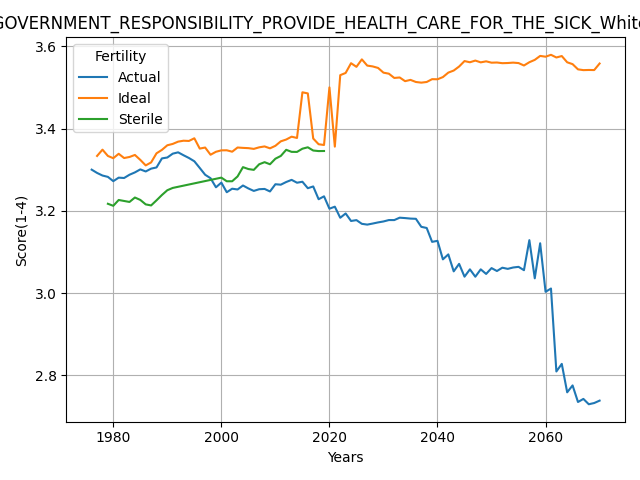 GOVERNMENT_RESPONSIBILITY_PROVIDE_HEALTH_CARE_FOR_THE_SICK_White
3.6
Fertility
Actual
Ideal
Sterile
3.4
3.2
3.0
2.8
Score(1-4)
1980 2000 2020 2040 2060
Years